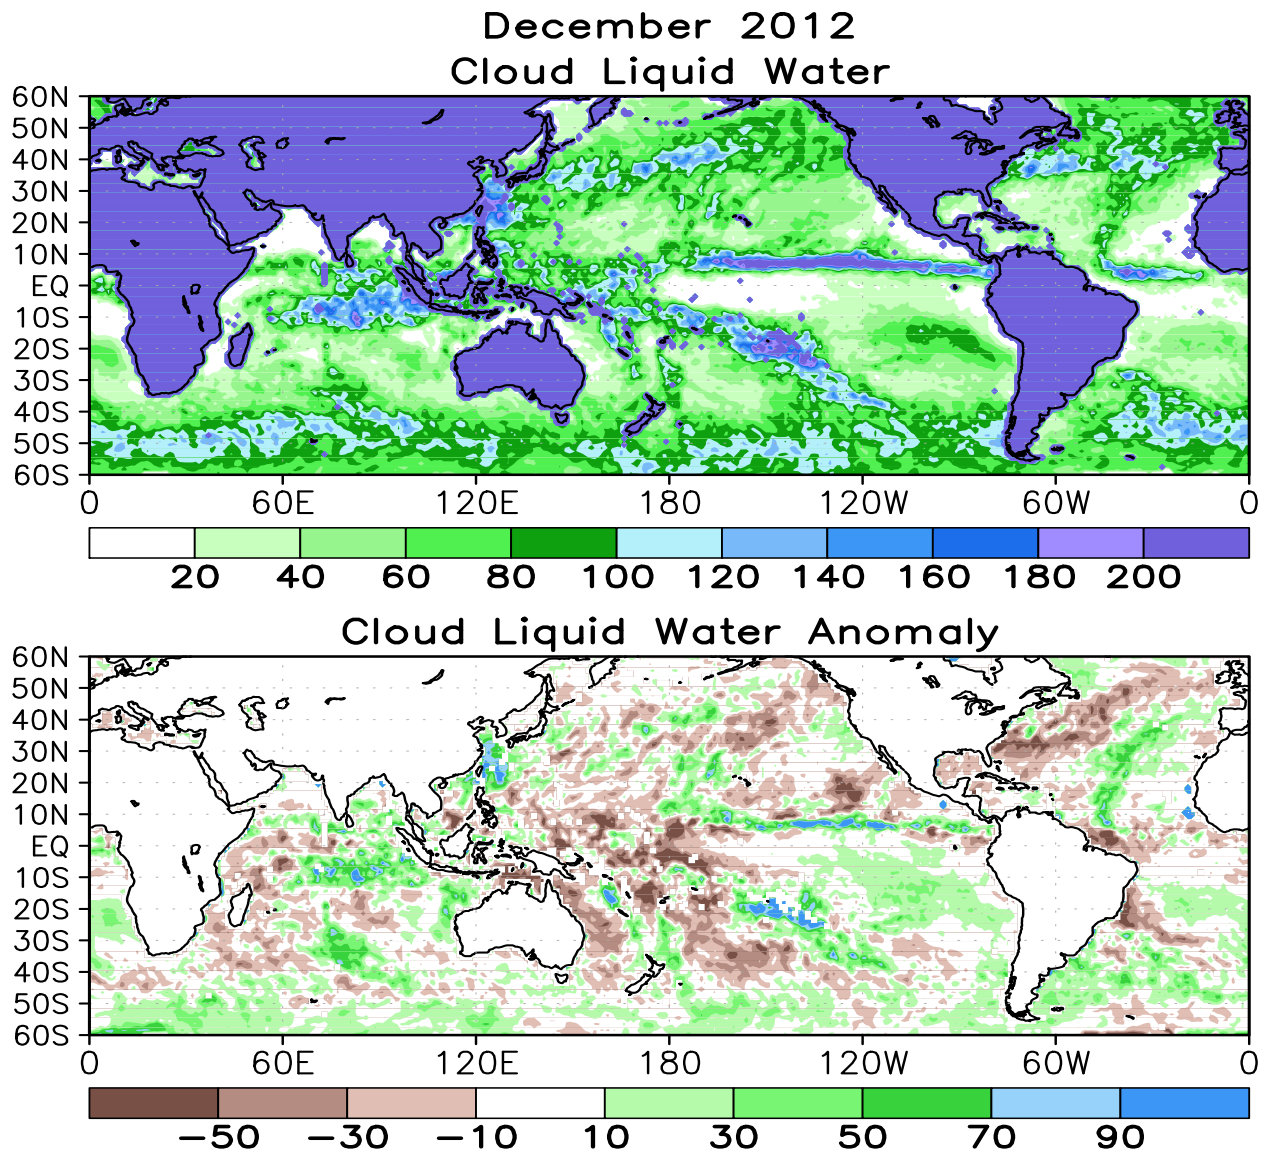 December 2012
Cloud Liquid Water
60N
50N
40N
30N
20N
10N
EQ
10S
20S
30S
40S
50S
60S
0 60E 120E 180 120W 60W 0
20 40 60 80 100 120 140 160 180 200
Cloud Liquid Water Anomaly
60N
50N
40N
30N
20N
10N
EQ
10S
20S
30S
40S
50S
60S
0 60E 120E 180 120W 60W 0
−50 −30 −10 10 30 50 70 90